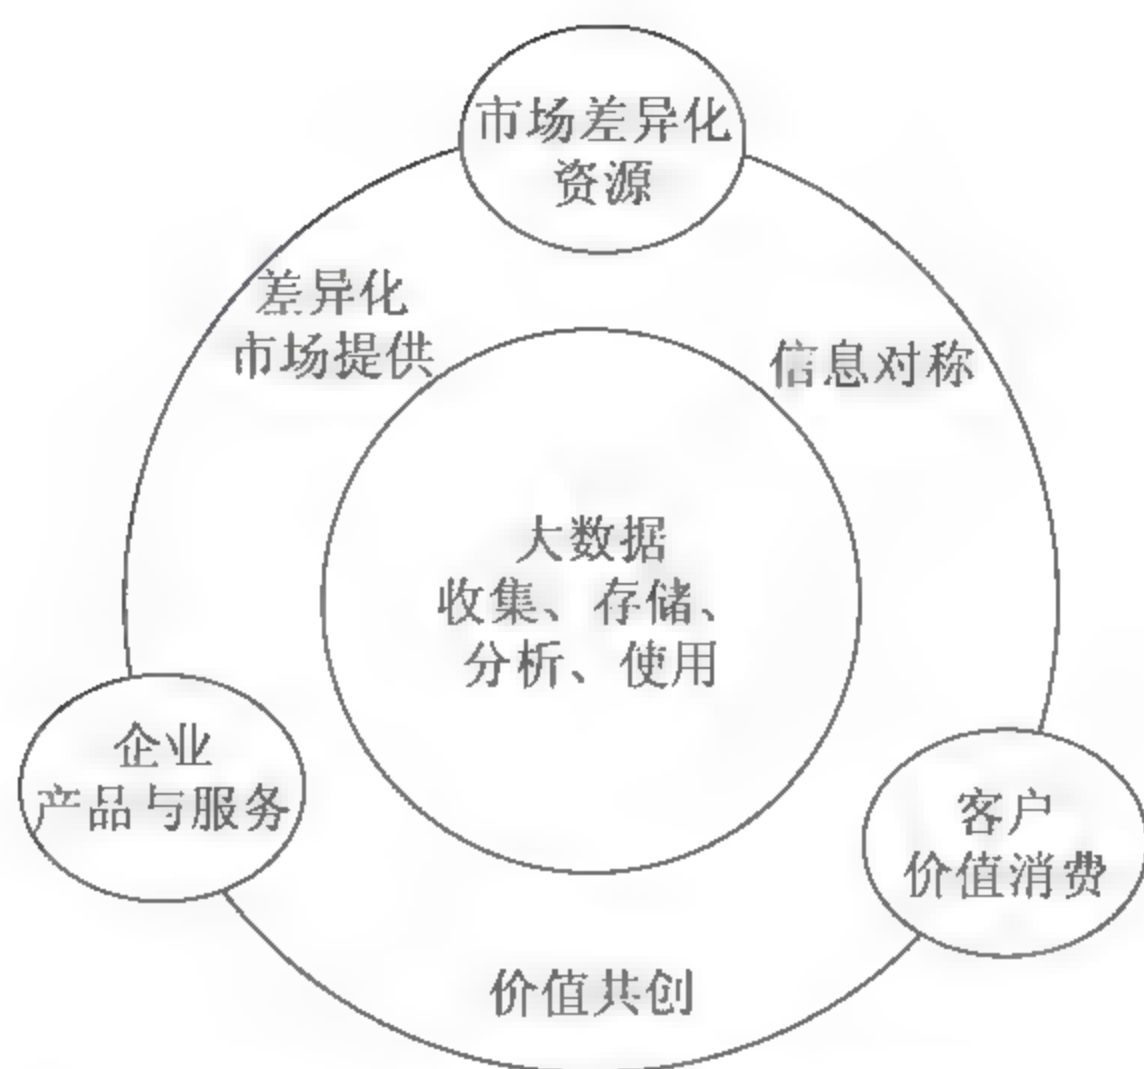 市场差异化
资源
差异化
市场提供
信息对称
大数据
收集、存储、
分析、使用
企业
产品与服务
客户
价值消费
价值共创